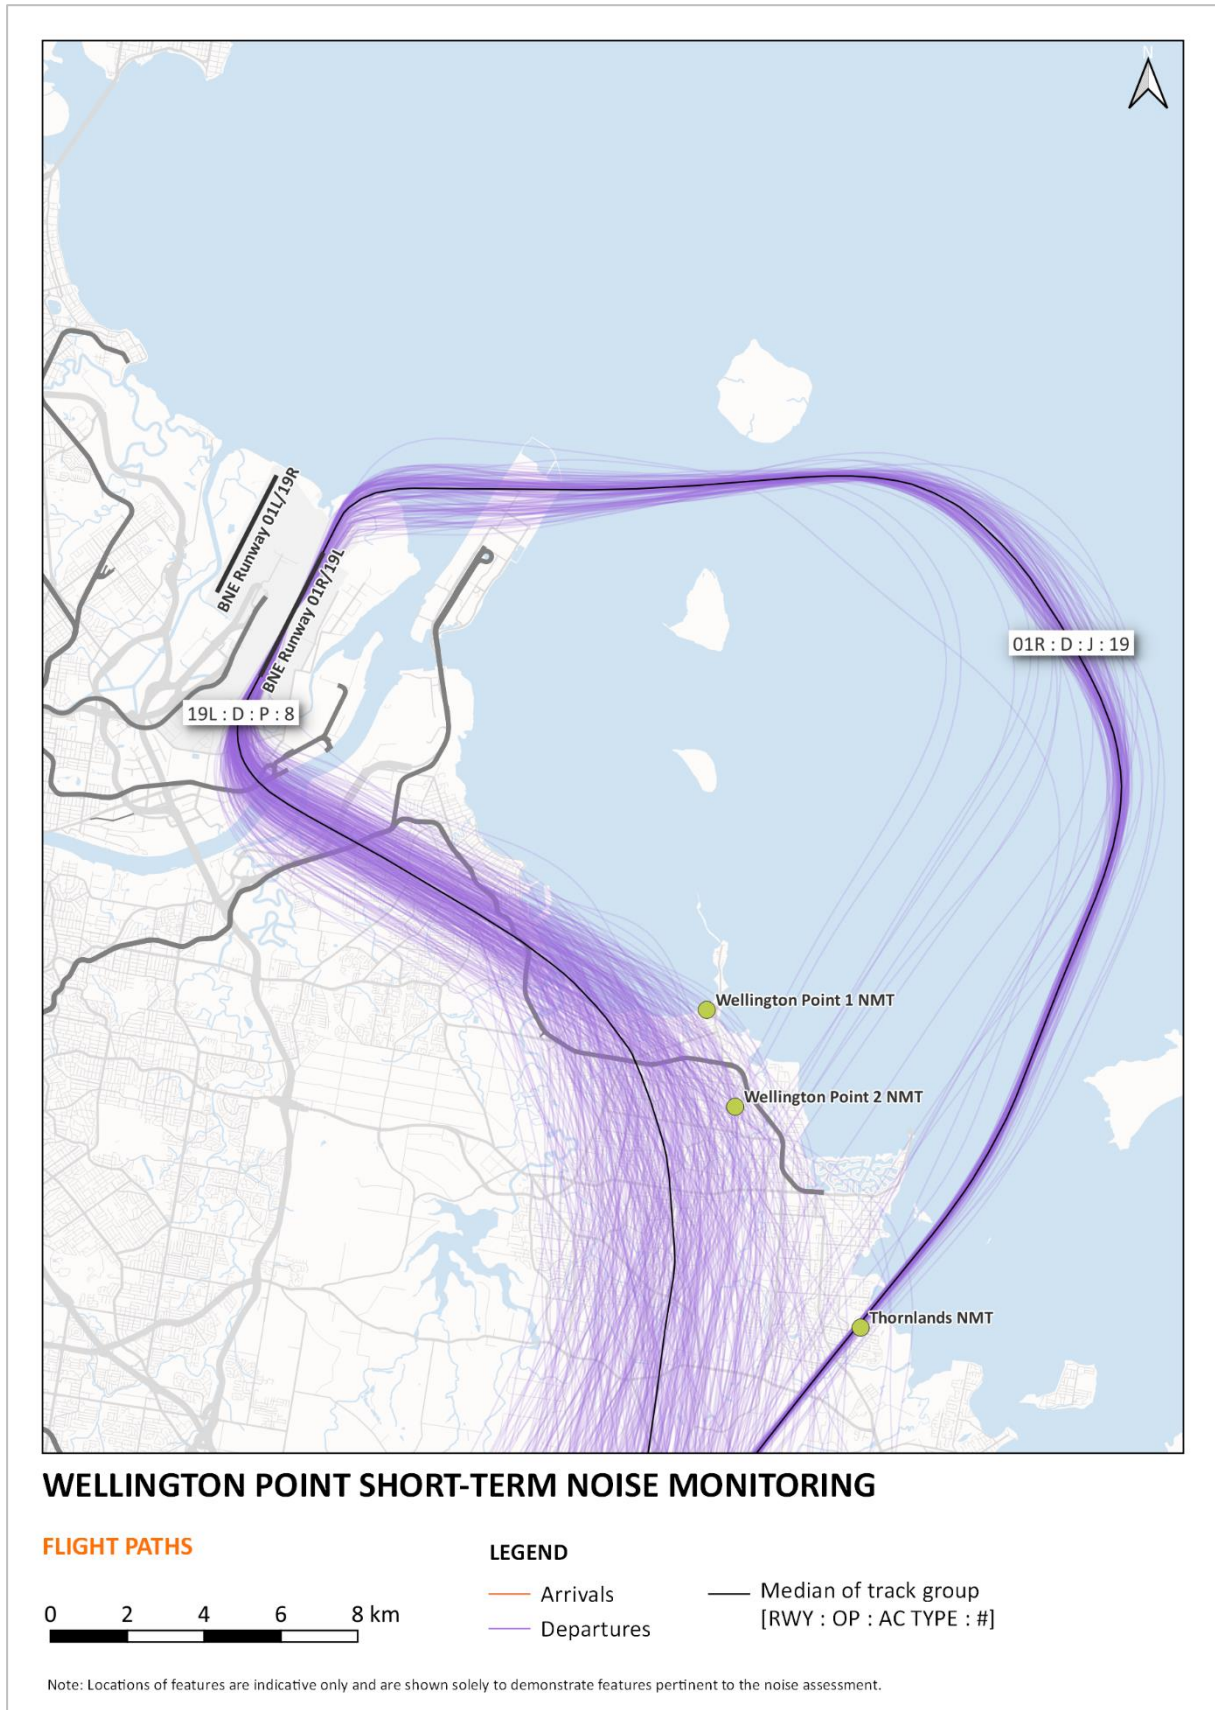 N
BNE Runway 01L/19R
BNE Runway 01R/19L
01R : D : J : 19
19L : D : P : 8
Wellington Point 1 NMT
Wellington Point 2 NMT
Thornlands NMT
WELLINGTON POINT SHORT-TERM NOISE MONITORING
FLIGHT PATHS
0 2 4 6 8 km
LEGEND
Arrivals
Departures
Median of track group
[RWY : OP : AC TYPE : #]
Note: Locations of features are indicative only and are shown solely to demonstrate features pertinent to the noise assessment.